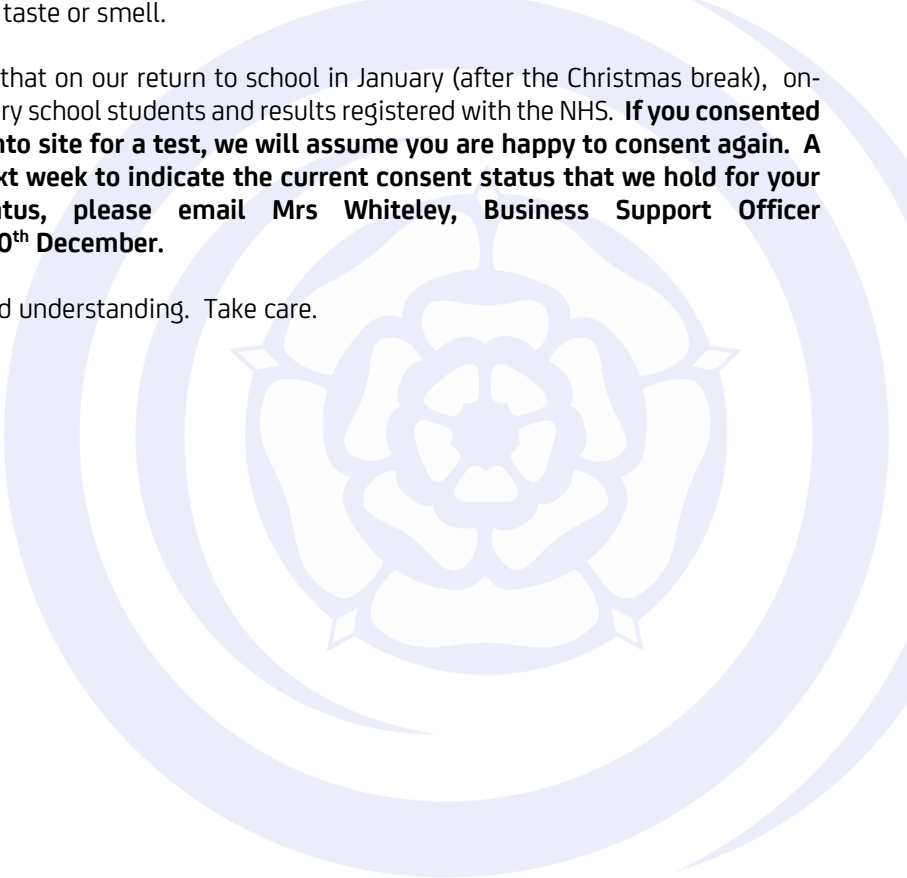 taste or smell.
that on our return to school in January (after the Christmas break), on-
ry school students and results registered with the NHS. If you consented
nto site for a test, we will assume you are happy to consent again. A
xt week to indicate the current consent status that we hold for your
atus, please email Mrs Whiteley, Business Support Officer
0th December.
d understanding. Take care.